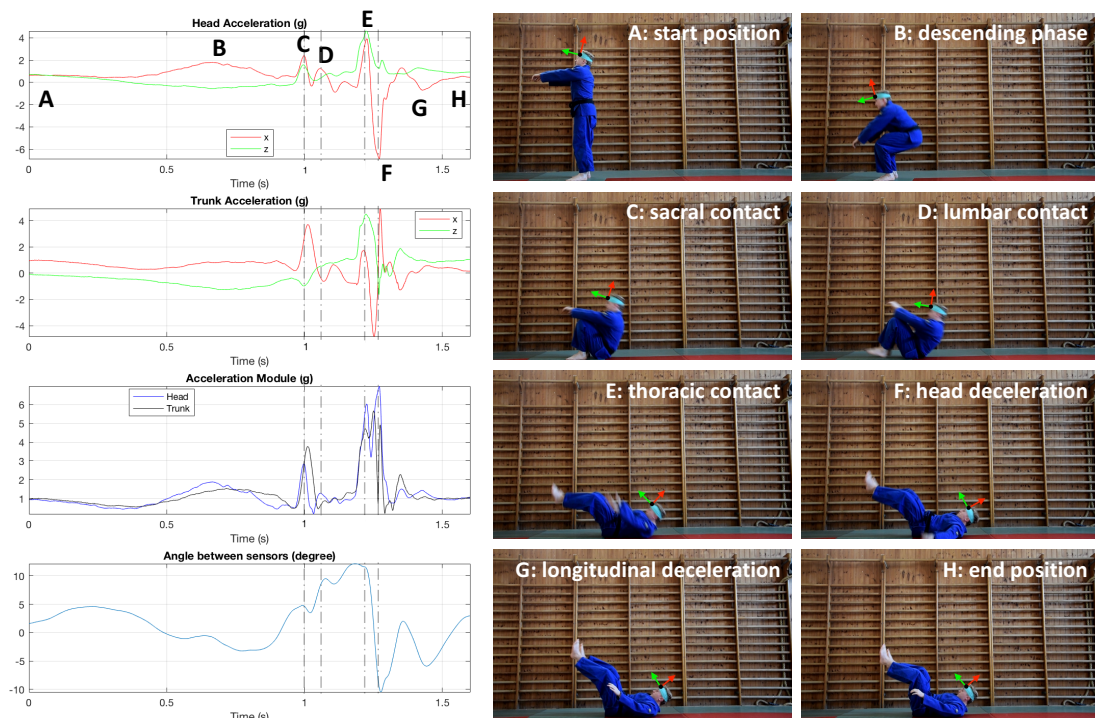 Head Acceleration (g)
4
2
0
-2
-4
-6
A
B
C
D
E
F
G
H
x
z
0
0.5
1
1.5
Time (s)
Trunk Acceleration (g)
4
2
0
-2
-4
x
z
0
0.5
1
1.5
Time (s)
Acceleration Module (g)
6
5
4
3
2
1
Head
Trunk
0
0.5
1
1.5
Time (s)
Angle between sensors (degree)
10
5
0
-5
-10
0
0.5
1
1.5
Time (s)
A: start position
B: descending phase
C: sacral contact
D: lumbar contact
E: thoracic contact
F: head deceleration
G: longitudinal deceleration
H: end position